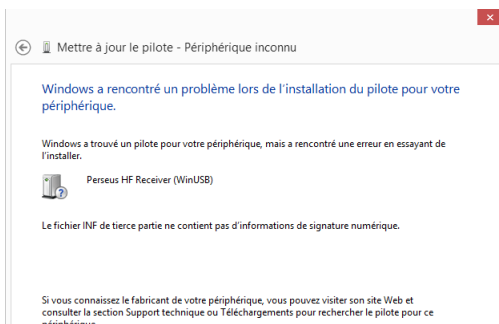 Mettre à jour le pilote - Périphérique inconnu
Windows a rencontré un problème lors de l'installation du pilote pour votre
périphérique.
Windows a trouvé un pilote pour votre périphérique, mais a rencontré une erreur en essayant de
l'installer.
Perseus HF Receiver (WinUSB)
Le fichier INF de tierce partie ne contient pas d'informations de signature numérique.
Si vous connaissez le fabricant de votre périphérique, vous pouvez visiter son site Web et
consulter la section Support technique ou Téléchargements pour rechercher le pilote pour ce
périphérique.